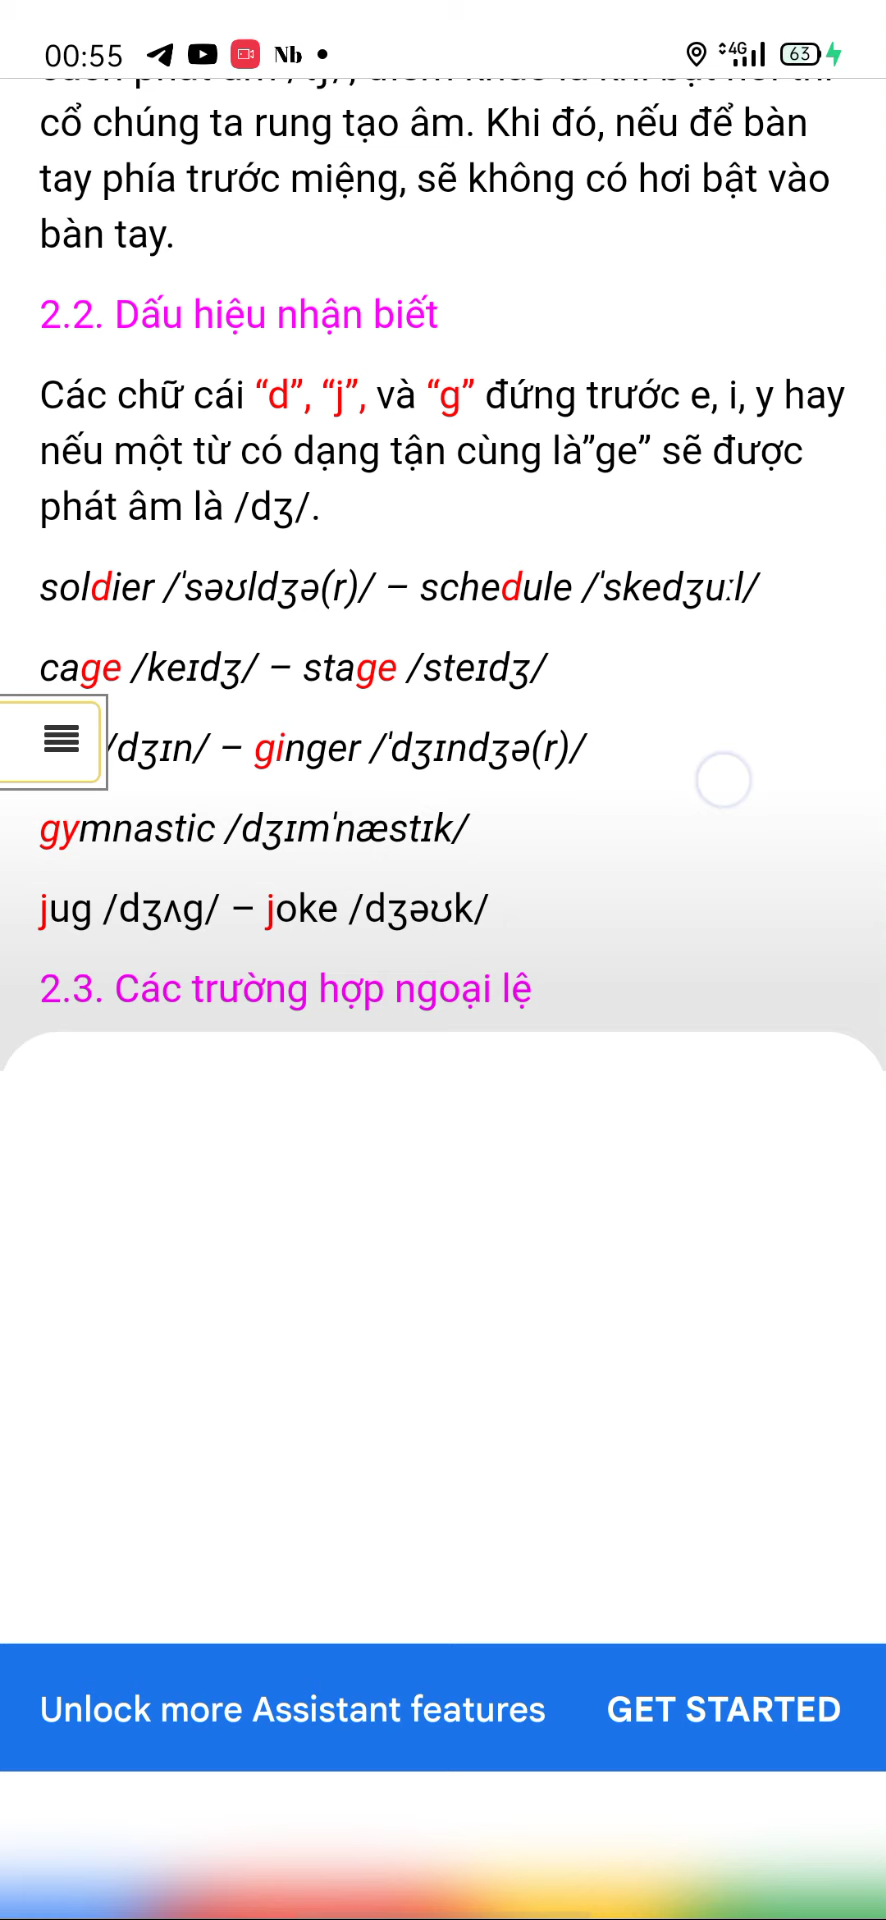 00:55 Nb 4G 63
cổ chúng ta rung tạo âm. Khi đó, nếu để bàn
tay phía trước miệng, sẽ không có hơi bật vào
bàn tay.
2.2. Dấu hiệu nhận biết
Các chữ cái “d”, “j”, và “g” đứng trước e, i, y hay
nếu một từ có dạng tận cùng là”ge” sẽ được
phát âm là /dʒ/.
soldier /ˈsəʊldʒə(r)/ – schedule /ˈskedʒuːl/
cage /keɪdʒ/ – stage /steɪdʒ/
/dʒɪn/ – ginger /ˈdʒɪndʒə(r)/
gymnastic /dʒɪmˈnæstɪk/
jug /dʒʌg/ – joke /dʒəʊk/
2.3. Các trường hợp ngoại lệ
Unlock more Assistant features GET STARTED